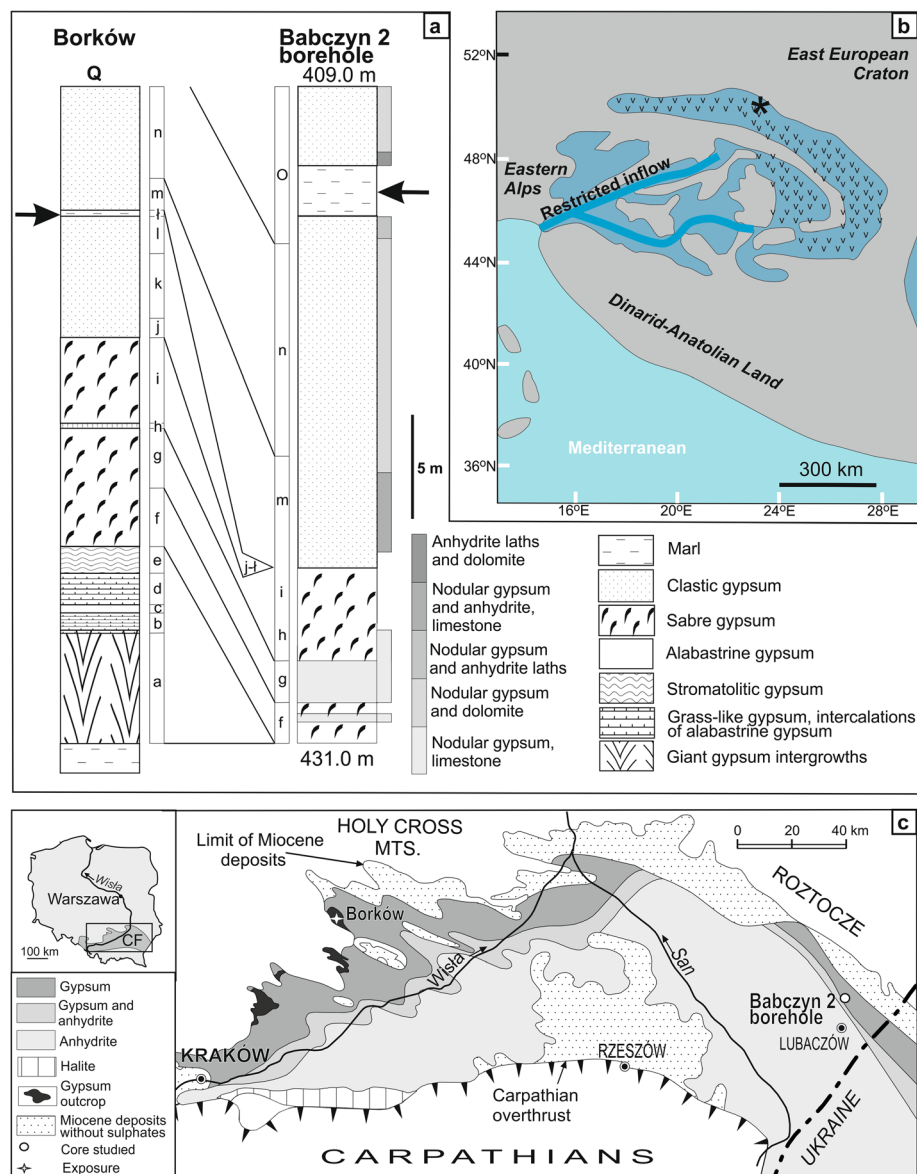 a
Borków
Q
n
m
ł
l
k
j
i
h
g
f
e
d
c
b
a
Babczyn 2
borehole
409.0 m
O
n
m
j-ł
i
h
g
f
431.0 m
5 m
Anhydrite laths
and dolomite
Nodular gypsum
and anhydrite,
limestone
Nodular gypsum
and anhydrite laths
Nodular gypsum
and dolomite
Nodular gypsum,
limestone
Marl
Clastic gypsum
Sabre gypsum
Alabastrine gypsum
Stromatolitic gypsum
Grass-like gypsum, intercalations
of alabastrine gypsum
Giant gypsum intergrowths
b
52ºN
48ºN
44ºN
40ºN
36ºN
16ºE
20ºE
24ºE
28ºE
East European
Craton
*
Eastern
Alps
Restricted inflow
Dinarid-Anatolian Land
Mediterranean
300 km
c
Wisła
Warszawa
CF
100 km
Gypsum
Gypsum and
anhydrite
Anhydrite
Halite
Gypsum
outcrop
Miocene deposits
without sulphates
Core studied
Exposure
Limit of Miocene
deposits
HOLY CROSS
MTS.
0 20 40 km
ROZTOCZE
Borków
Wisła
San
Babczyn 2
borehole
LUBACZÓW
KRAKÓW
RZESZÓW
Carpathian
overthrust
UKRAINE
CARPATHIANS